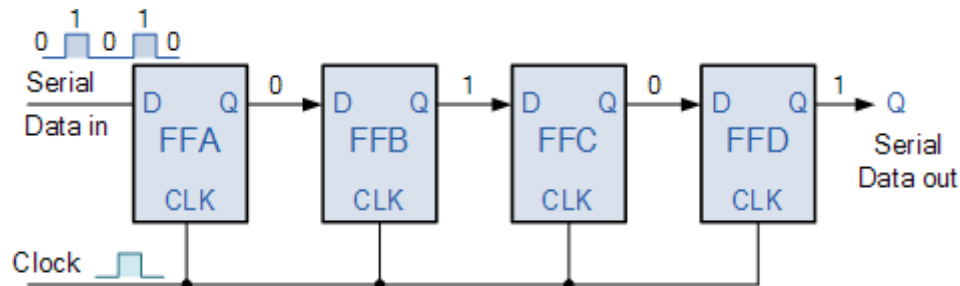 0 1 0 1 0
Serial
Data in
D Q
FFA
CLK
0
D Q
FFB
CLK
1
D Q
FFC
CLK
0
D Q
FFD
CLK
1
Q
Serial
Data out
Clock